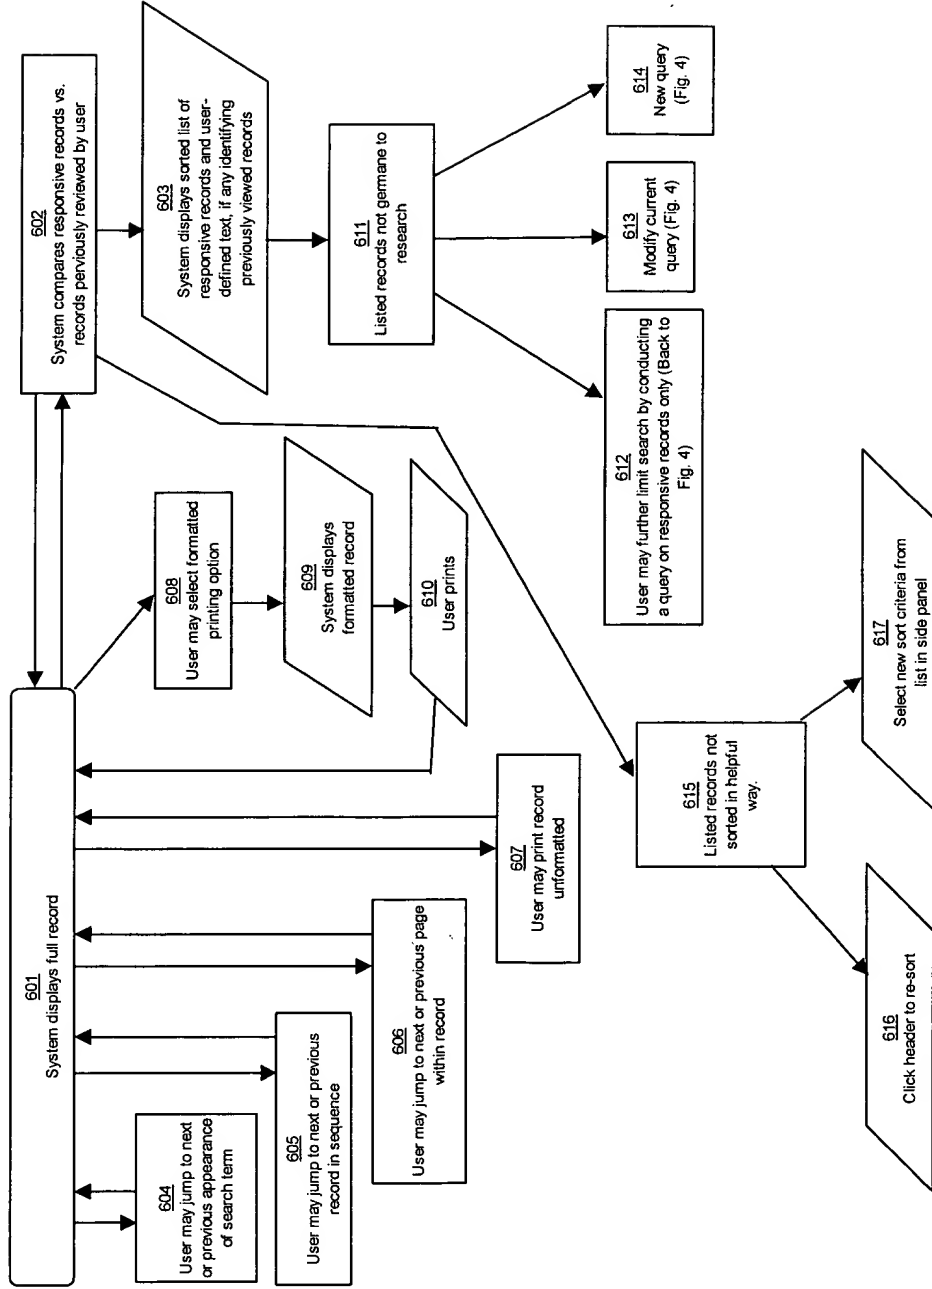 601
System displays full record
602
System compares responsive records vs.
records perviously reviewed by user
603
System displays sorted list of
responsive records and user-
defined text, if any identifying
previously viewed records
604
User may jump to next
or previous appearance
of search term
605
User may jump to next or previous
record in sequence
606
User may jump to next or previous page
within record
607
User may print record
unformatted
608
User may select formatted
printing option
609
System displays
formatted record
610
User prints
611
Listed records not germane to
research
612
User may further limit search by conducting
a query on responsive records only (Back to
Fig. 4)
613
Modify current
query (Fig. 4)
614
New query
(Fig. 4)
615
Listed records not
sorted in helpful
way.
616
Click header to re-sort
617
Select new sort criteria from
list in side panel